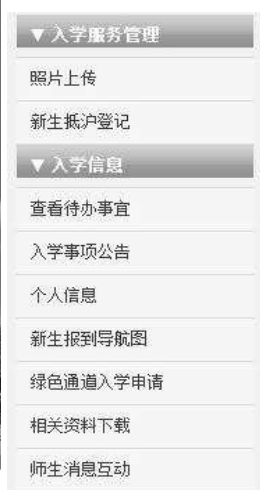 ▼入学服务管理
照片上传
新生抵沪登记
▼入学信息
查看待办事宜
入学事项公告
个人信息
新生报到导航图
绿色通道入学申请
相关资料下载
师生消息互动